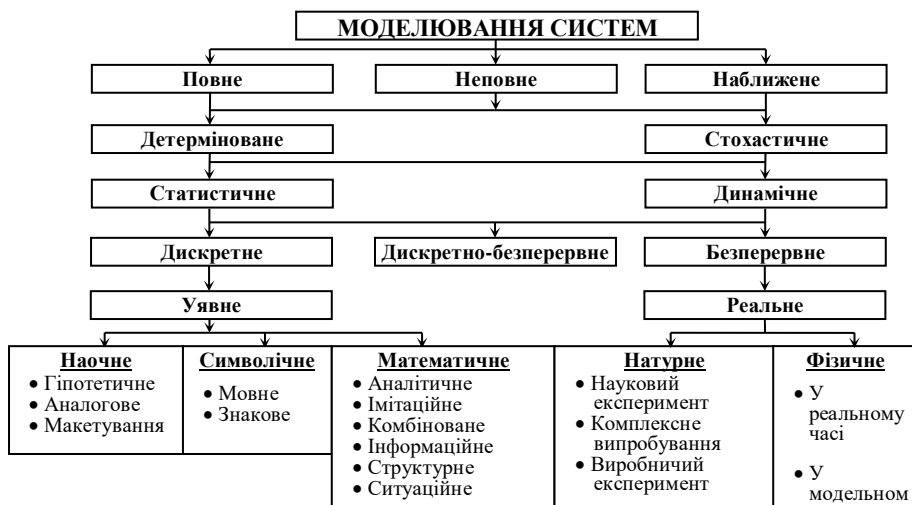 МОДЕЛЮВАННЯ СИСТЕМ
Повне
Неповне
Наближене
Детерміноване
Стохастичне
Статистичне
Динамічне
Дискретне
Дискретно-безперервне
Безперервне
Уявне
Реальне
Наочне
• Гіпотетичне
• Аналогове
• Макетування
Символічне
• Мовне
• Знакове
Математичне
• Аналітичне
• Імітаційне
• Комбіноване
• Інформаційне
• Структурне
• Ситуаційне
Натурне
• Науковий
експеримент
• Комплексне
випробування
• Виробничий
експеримент
Фізичне
• У
реальному
часі
• У
модельном